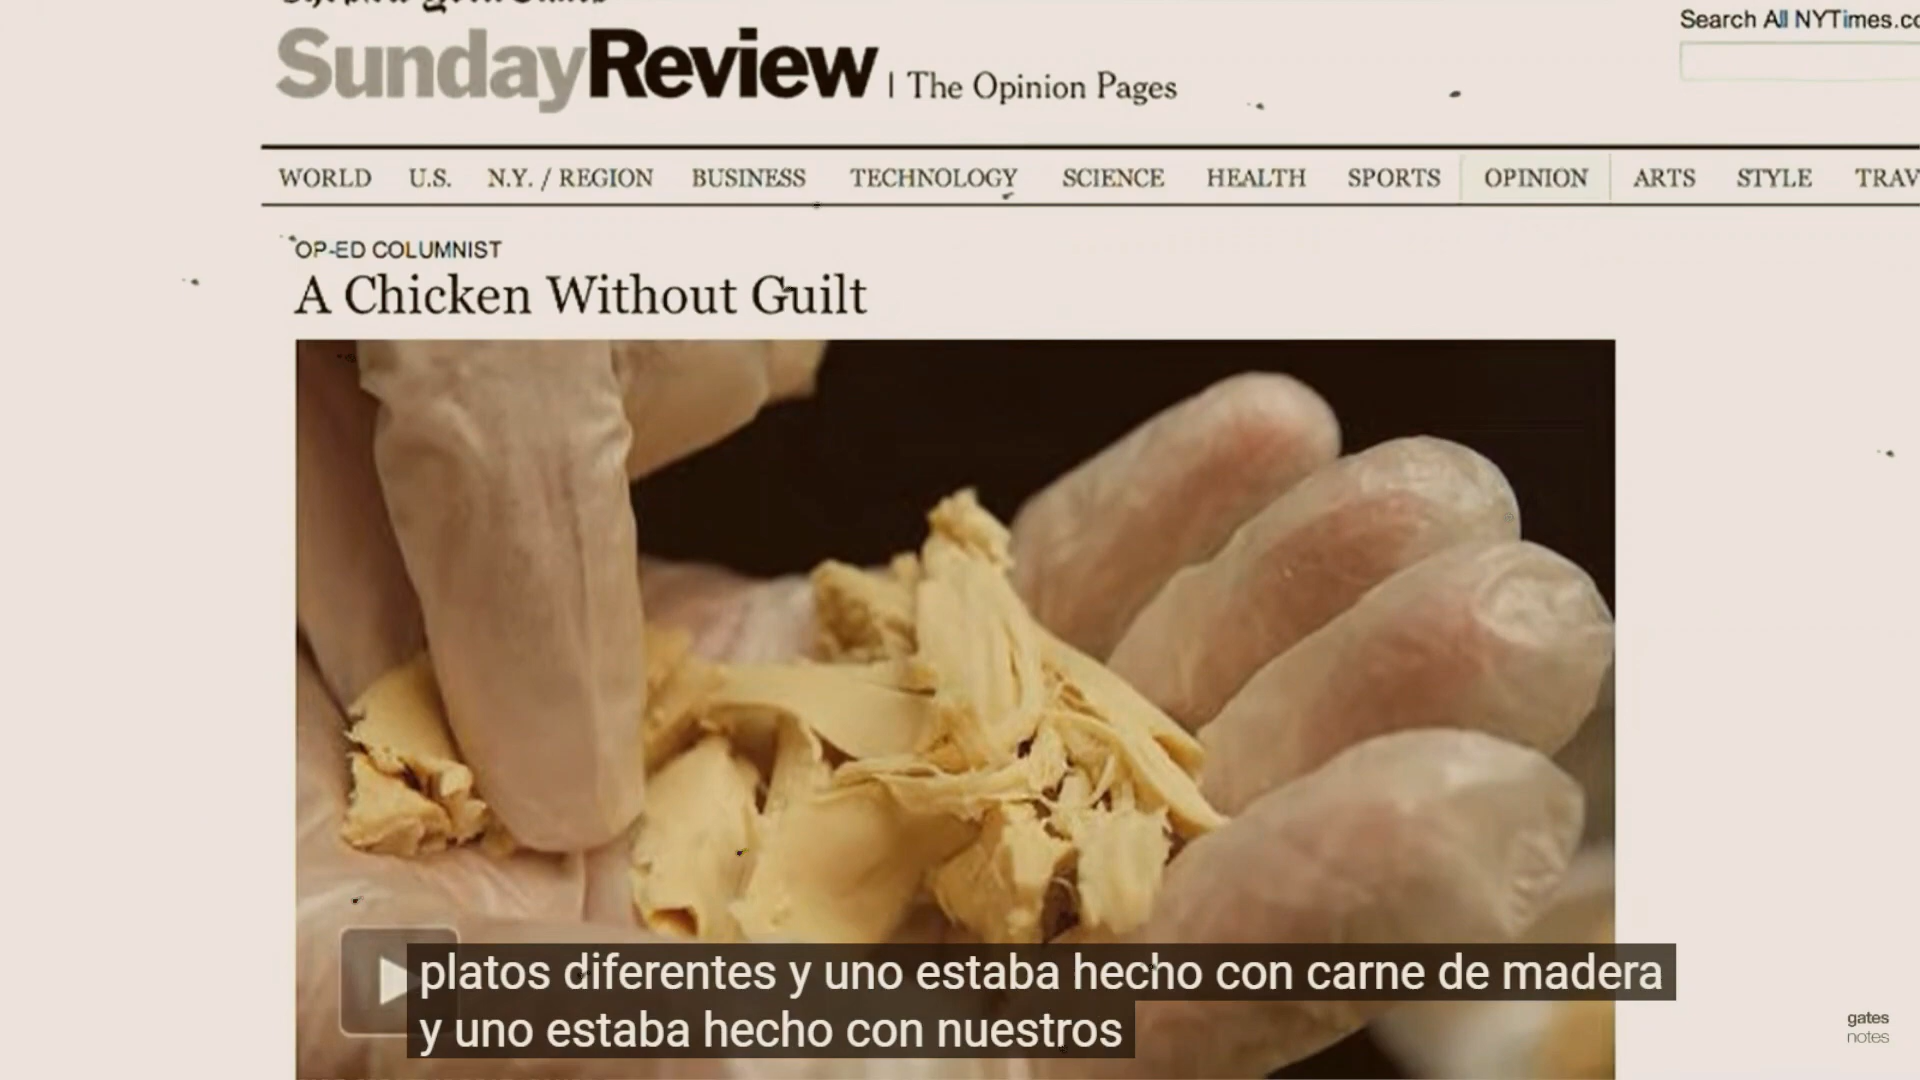 Search All NYTimes.co
SundayReview | The Opinion Pages
WORLD U.S. N.Y. / REGION BUSINESS TECHNOLOGY SCIENCE HEALTH SPORTS OPINION ARTS STYLE TRAV
OP-ED COLUMNIST
A Chicken Without Guilt
platos diferentes y uno estaba hecho con carne de madera
y uno estaba hecho con nuestros
gates
notes